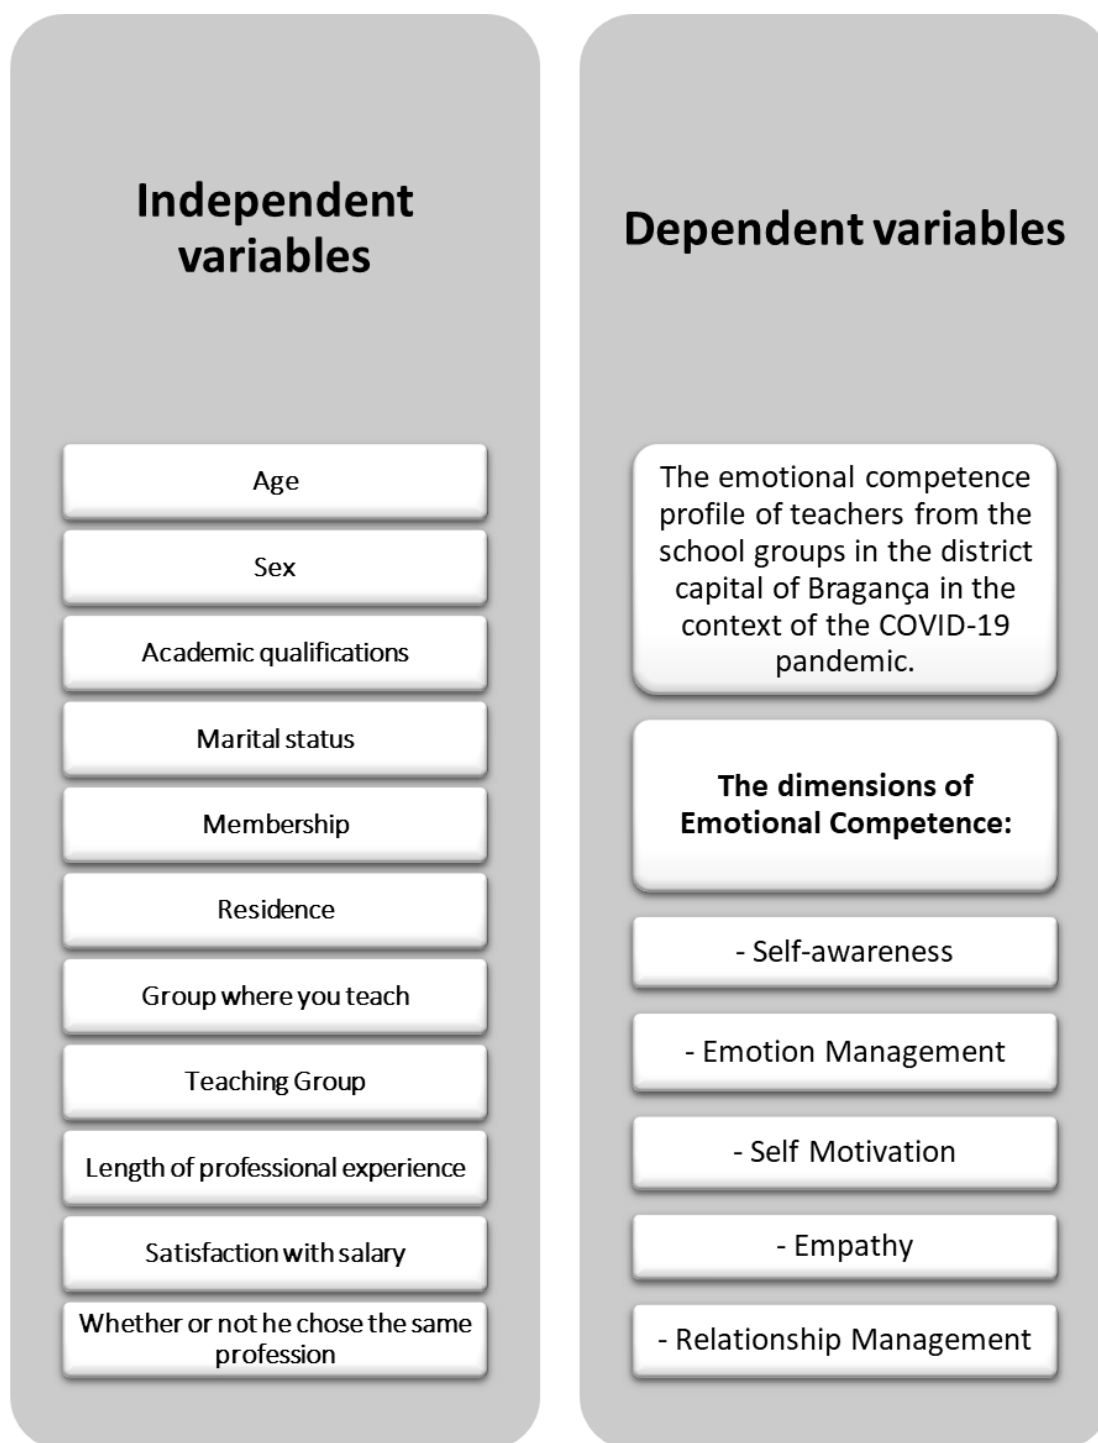 Independent
variables
Age
Sex
Academic qualifications
Marital status
Membership
Residence
Group where you teach
Teaching Group
Length of professional experience
Satisfaction with salary
Whether or not he chose the same
profession
Dependent variables
The emotional competence
profile of teachers from the
school groups in the district
capital of Bragança in the
context of the COVID-19
pandemic.
The dimensions of
Emotional Competence:
- Self-awareness
- Emotion Management
- Self Motivation
- Empathy
- Relationship Management